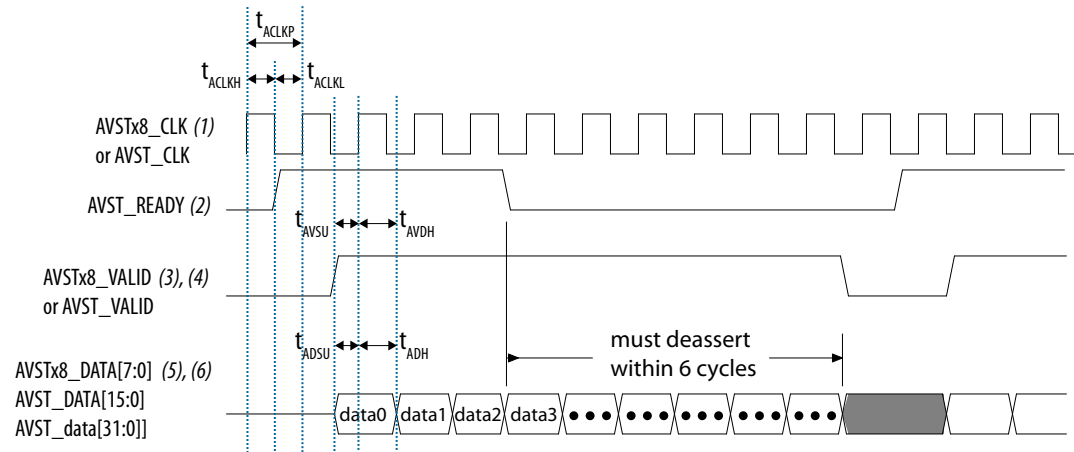 tACLKP
tACLKH tACLKL
AVSTx8_CLK (1)
or AVST_CLK
AVST_READY (2)
tAVSU tAVDH
AVSTx8_VALID (3), (4)
or AVST_VALID
must deassert
within 6 cycles
tADSU tADH
AVSTx8_DATA[7:0] (5), (6)
AVST_DATA[15:0]
AVST_data[31:0]]
data0 data1 data2 data3 •••• •••• •••• •••• ••••